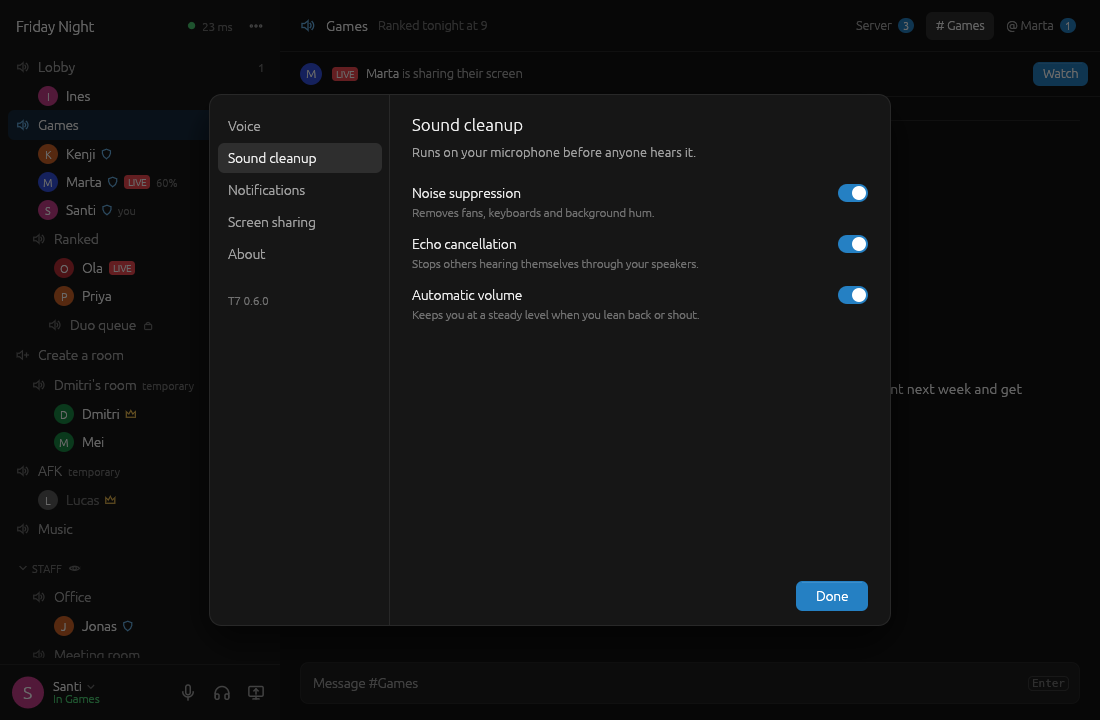 Friday Night
23 ms
Games
Ranked tonight at 9
Server 3
# Games
@ Marta 1
Lobby 1
I Ines
Games
K Kenji
M Marta LIVE 60%
S Santi you
Ranked
O Ola LIVE
P Priya
Duo queue
Create a room
Dmitri's room temporary
D Dmitri
M Mei
AFK temporary
L Lucas
Music
STAFF
Office
J Jonas
Meeting room
S Santi
In Games
M LIVE Marta is sharing their screen
Watch
Voice
Sound cleanup
Notifications
Screen sharing
About
T7 0.6.0
Sound cleanup
Runs on your microphone before anyone hears it.
Noise suppression
Removes fans, keyboards and background hum.
Echo cancellation
Stops others hearing themselves through your speakers.
Automatic volume
Keeps you at a steady level when you lean back or shout.
Done
nt next week and get
Message #Games
Enter